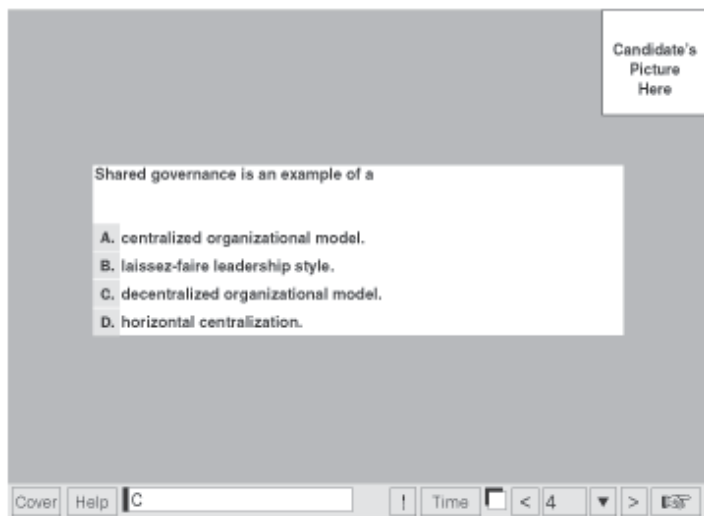 Candidate's
Picture
Here
Shared governance is an example of a
A. centralized organizational model.
B. laissez-faire leadership style.
C. decentralized organizational model.
D. horizontal centralization.
Cover Help C ! Time < 4 ▼ >